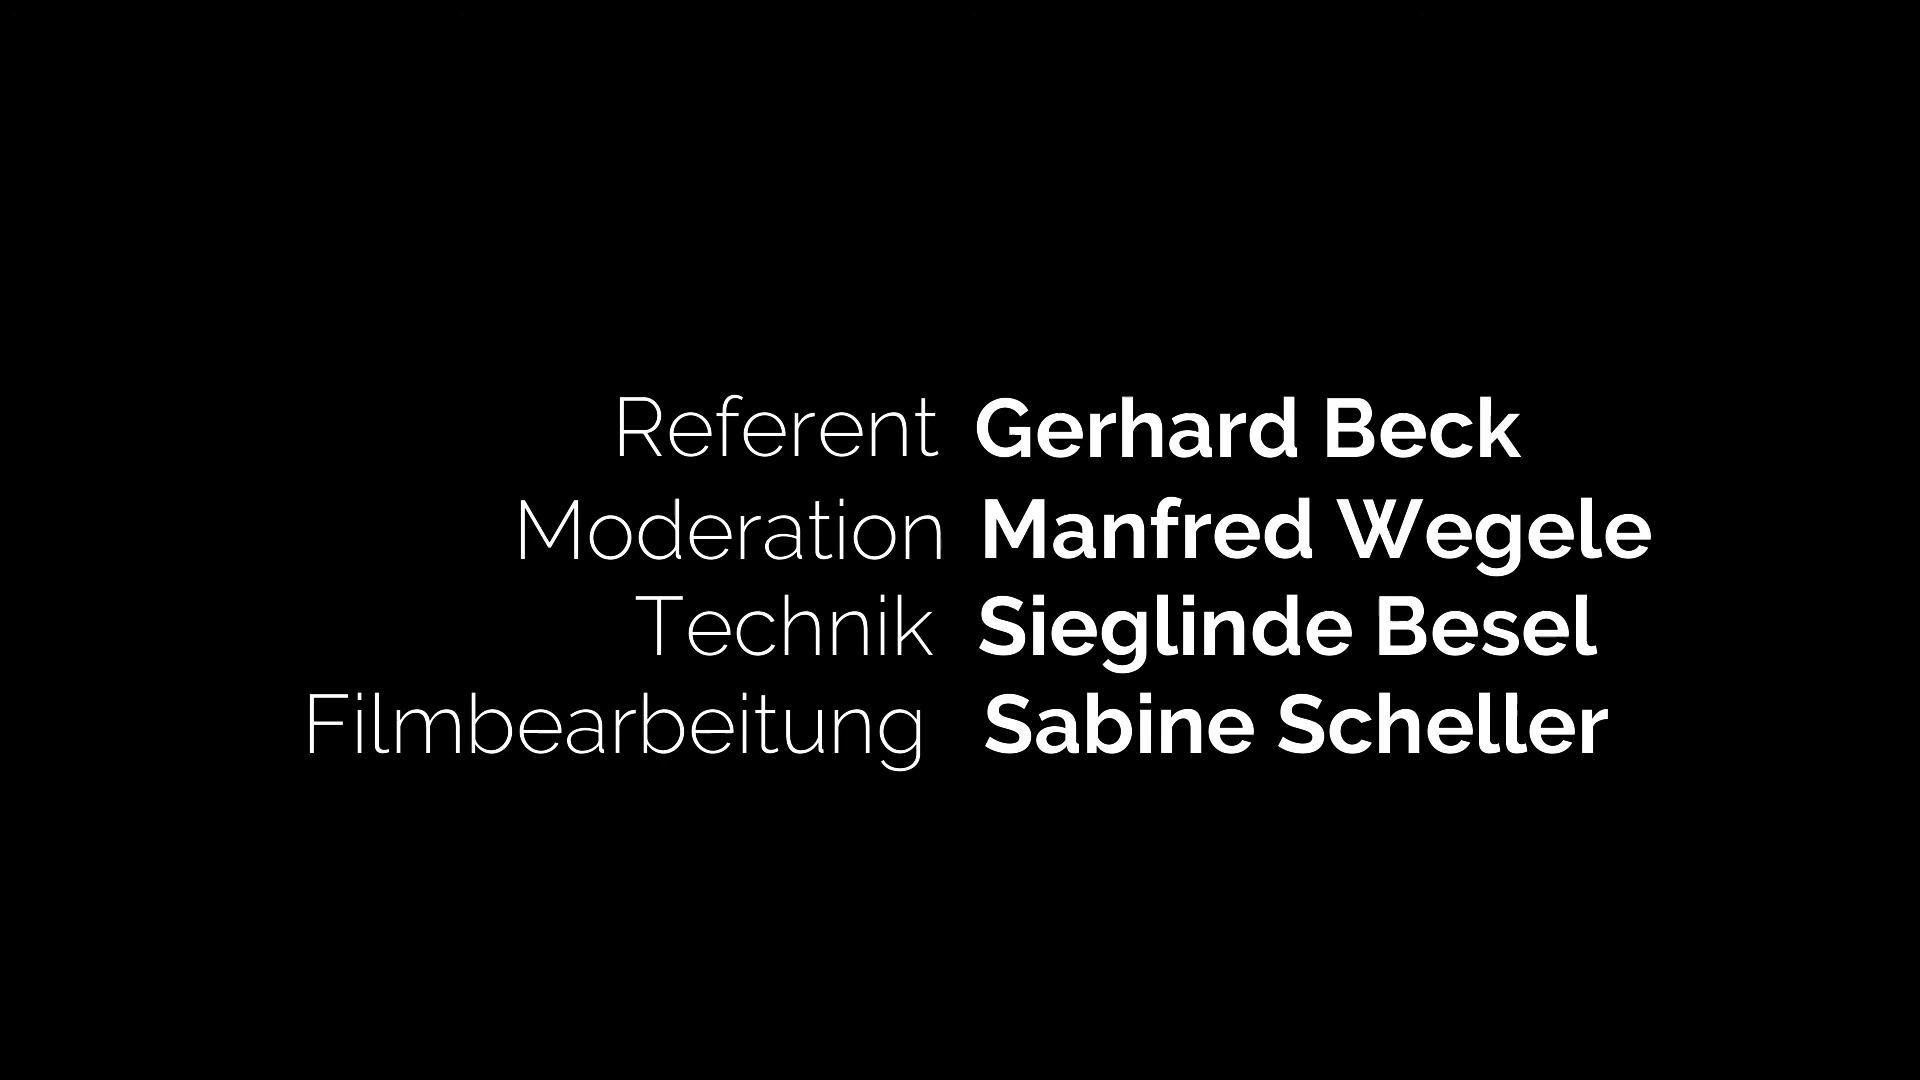 Referent Gerhard Beck
Moderation Manfred Wegele
Technik Sieglinde Besel
Filmbearbeitung Sabine Scheller